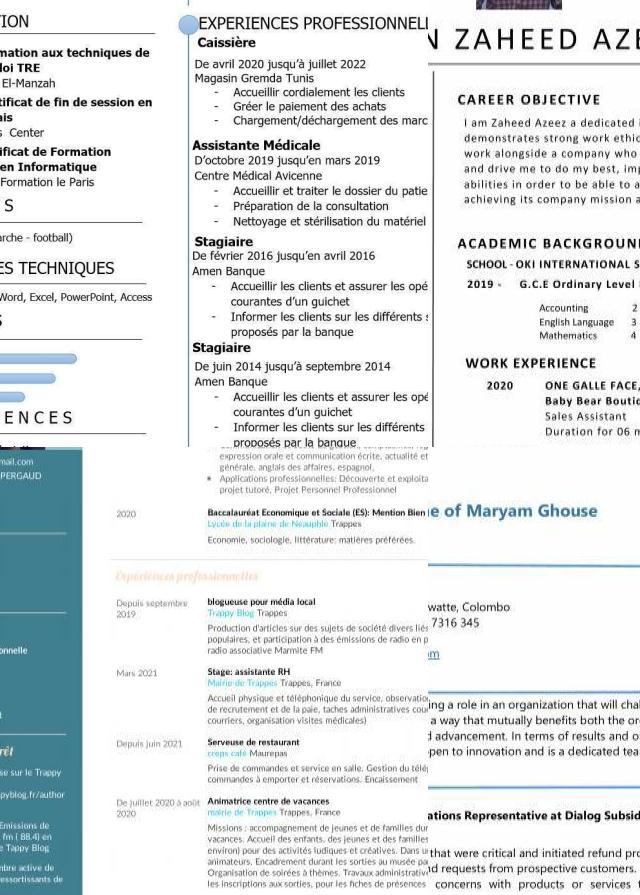 ION
mation aux techniques de
loi TRE
El-Manzah
tificat de fin de session en
ais
s Center
ificat de Formation
en Informatique
Formation le Paris
S
arche - football)
ES TECHNIQUES
Word, Excel, PowerPoint, Access
S
ENCES
EXPERIENCES PROFESSIONNELL
Caissière
De avril 2020 jusqu'à juillet 2022
Magasin Gremda Tunis
- Accueillir cordialement les clients
- Gréer le paiement des achats
- Chargement/déchargement des marc
Assistante Médicale
D'octobre 2019 jusqu'en mars 2019
Centre Médical Avicenne
- Accueillir et traiter le dossier du patie
- Préparation de la consultation
- Nettoyage et stérilisation du matériel
Stagiaire
De février 2016 jusqu'en avril 2016
Amen Banque
- Accueillir les clients et assurer les opé
courantes d'un guichet
- Informer les clients sur les différents s
proposés par la banque
Stagiaire
De juin 2014 jusqu'à septembre 2014
Amen Banque
- Accueillir les clients et assurer les opé
courantes d'un guichet
- Informer les clients sur les différents
proposés par la banque
N ZAHEED AZE
CAREER OBJECTIVE
I am Zaheed Azeez a dedicated i
demonstrates strong work ethic
work alongside a company who
and drive me to do my best, imp
abilities in order to be able to a
achieving its company mission a
ACADEMIC BACKGROUN
SCHOOL - OKI INTERNATIONAL S
2019 - G.C.E Ordinary Level
Accounting 2
English Language 3
Mathematics 4
WORK EXPERIENCE
2020 ONE GALLE FACE,
Baby Bear Boutiq
Sales Assistant
Duration for 06 m
mail.com
PERGAUD
onnelle
rêt
se sur le Trappy
pyblog.fr/author
Emissions de
fm ( 88.4) en
e Tappy Blog
mbre active de
ressortissants de
expression orale et communication écrite, actualité et
générale, anglais des affaires, espagnol,
Applications professionnelles: Découverte et exploita
projet tutoré, Projet Personnel Professionnel
2020 Baccalauréat Economique et Sociale (ES): Mention Bien
Lycée de la plaine de Neauphle Trappes
Economie, sociologie, littérature: matières préférées.
Expériences professionnelles
Depuis septembre
2019
blogueuse pour média local
Trappy Blog Trappes
Production d'articles sur des sujets de société divers liés
populaires, et participation à des émissions de radio en p
radio associative Marmite FM
Mars 2021 Stage: assistante RH
Mairie de Trappes Trappes, France
Accueil physique et téléphonique du service, observation
de recrutement et de la paie, taches administratives cour
courriers, organisation visites médicales)
Depuis juin 2021 Serveuse de restaurant
creps café Maurepas
Prise de commandes et service en salle. Gestion du télé
commandes à emporter et réservations. Encaissement
De juillet 2020 à août
2020
Animatrice centre de vacances
mairie de Trappes Trappes, France
Missions : accompagnement de jeunes et de familles dur
vacances. Accueil des enfants, des jeunes et des familles
environ) pour des activités ludiques et créatives. Dans u
animateurs. Encadrement durant les sorties au musée pa
Organisation de soirées à thèmes. Travaux administrative
les inscriptions aux sorties, pour les fiches de présences
e of Maryam Ghouse
watte, Colombo
7316 345
om
ing a role in an organization that will chal
a way that mutually benefits both the or
d advancement. In terms of results and o
open to innovation and is a dedicated tea
ations Representative at Dialog Subsid
that were critical and initiated refund pro
nd requests from prospective customers.
concerns with products or services t